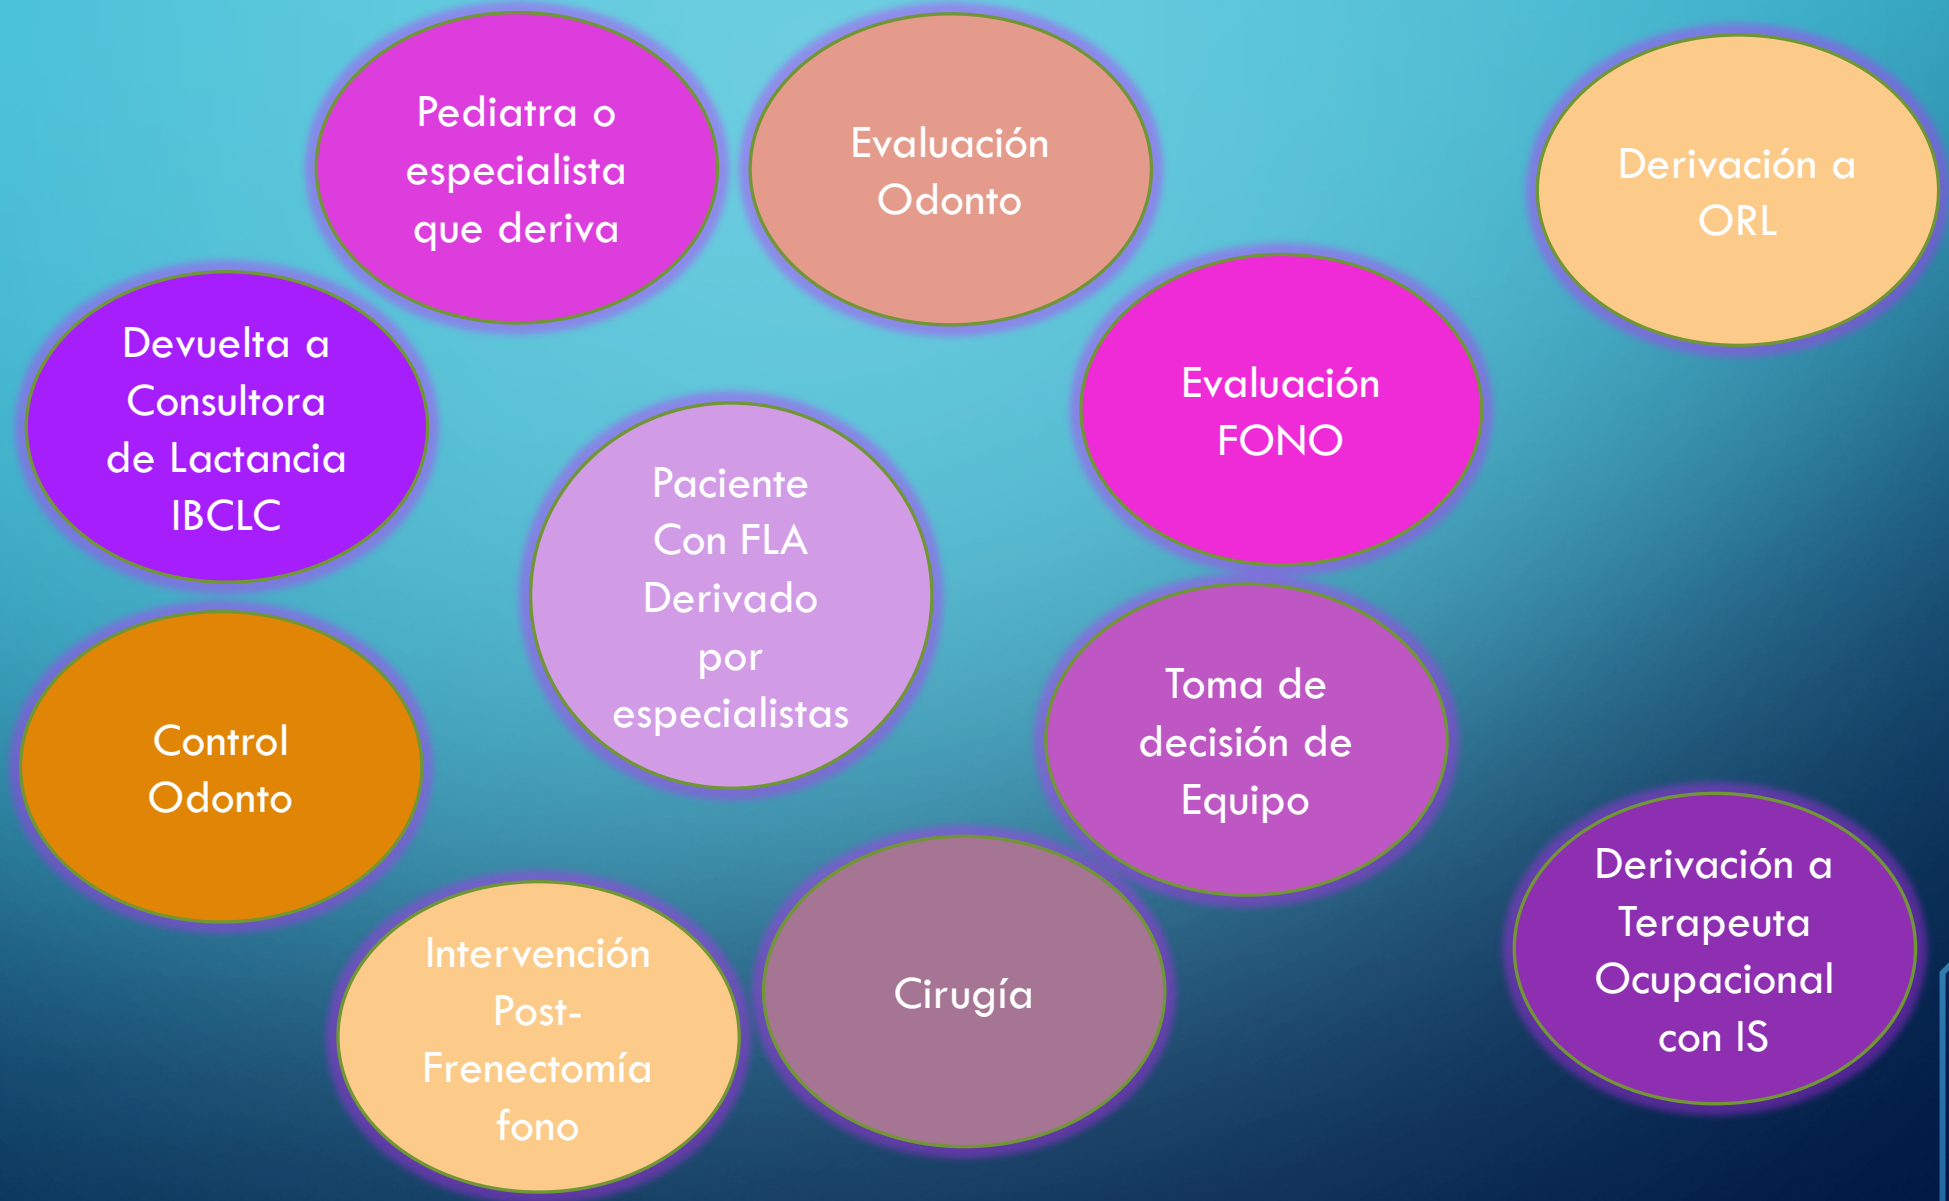 Pediatra o
especialista
que deriva
Evaluación
Odonto
Derivación a
ORL
Devuelta a
Consultora
de Lactancia
IBCLC
Evaluación
FONO
Paciente
Con FLA
Derivado
por
especialistas
Control
Odonto
Toma de
decisión de
Equipo
Derivación a
Terapeuta
Ocupacional
con IS
Intervención
Post-
Frenectomía
fono
Cirugía